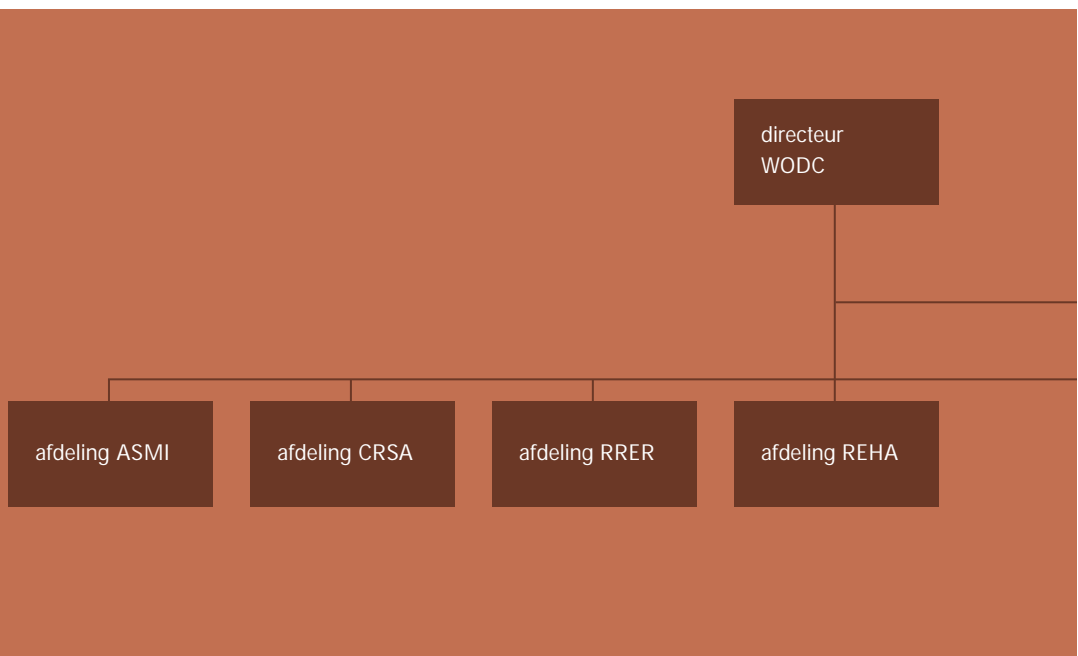 directeur
WODC
afdeling ASMI
afdeling CRSA
afdeling RRER
afdeling REHA